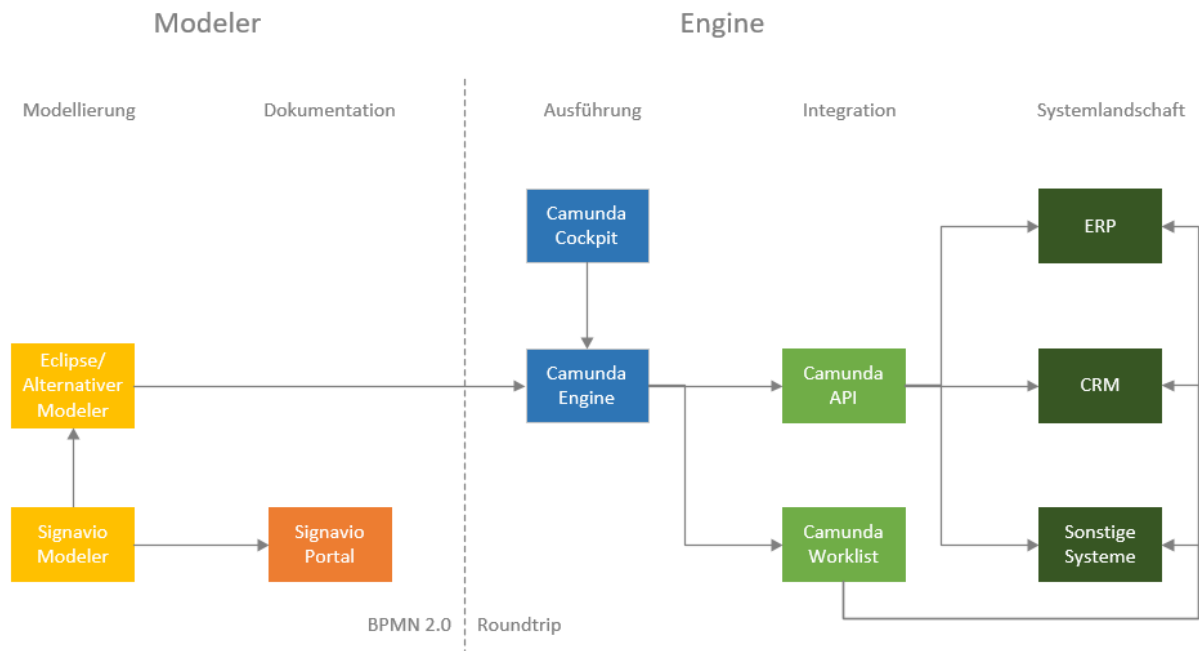 Modeler
Engine
Modellierung
Dokumentation
Ausführung
Integration
Systemlandschaft
Camunda
Cockpit
ERP
Eclipse/
Alternativer
Modeler
Camunda
Engine
Camunda
API
CRM
Signavio
Modeler
Signavio
Portal
Camunda
Worklist
Sonstige
Systeme
BPMN 2.0
Roundtrip